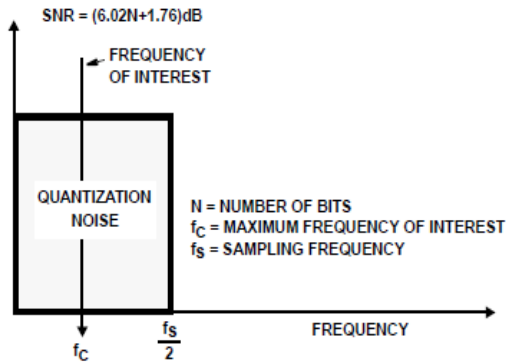 SNR = (6.02N+1.76)dB
FREQUENCY
OF INTEREST
QUANTIZATION
NOISE
N = NUMBER OF BITS
fC = MAXIMUM FREQUENCY OF INTEREST
fS = SAMPLING FREQUENCY
fC
fS
2
FREQUENCY